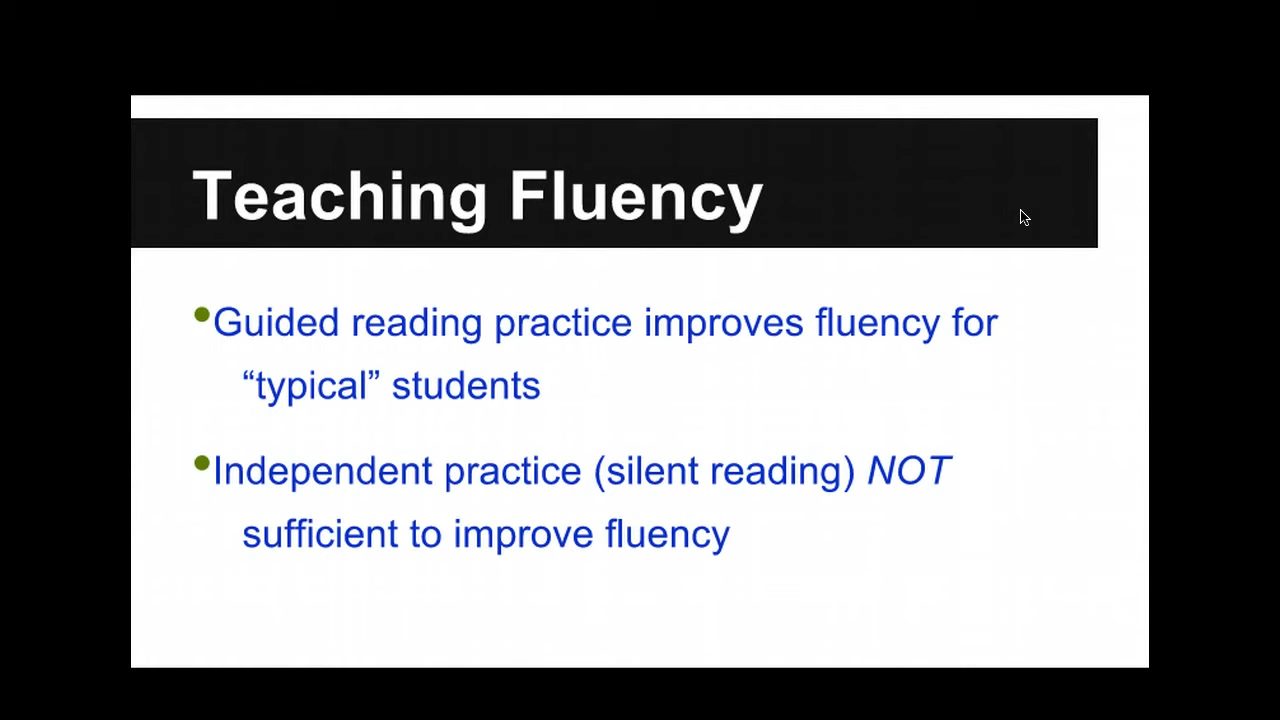 Teaching Fluency
•Guided reading practice improves fluency for
“typical” students
•Independent practice (silent reading) NOT
sufficient to improve fluency